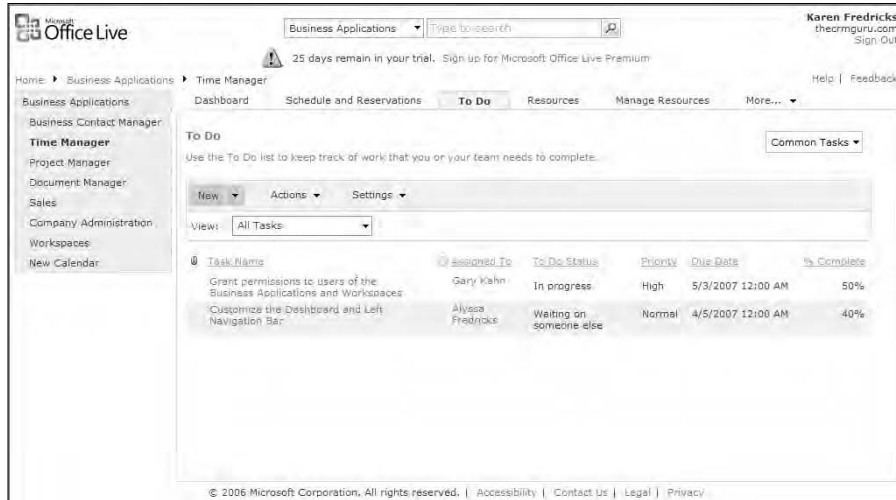 Microsoft
Office Live
Business Applications
Type to search
Karen Fredricks
thecrmguru.com
Sign Out
25 days remain in your trial. Sign up for Microsoft Office Live Premium
Home Business Applications Time Manager
Help | Feedback
Business Applications
Business Contact Manager
Time Manager
Project Manager
Document Manager
Sales
Company Administration
Workspaces
New Calendar
Dashboard Schedule and Reservations To Do Resources Manage Resources More...
To Do
Common Tasks
Use the To Do list to keep track of work that you or your team needs to complete.
New Actions Settings
View: All Tasks
Task Name Assigned To To Do Status Priority Due Date % Complete
Grant permissions to users of the Business Applications and Workspaces Gary Kahn In progress High 5/3/2007 12:00 AM 50%
Customize the Dashboard and Left Navigation Bar Alyssa Fredricks Waiting on someone else Normal 4/5/2007 12:00 AM 40%
© 2006 Microsoft Corporation. All rights reserved. | Accessibility | Contact Us | Legal | Privacy